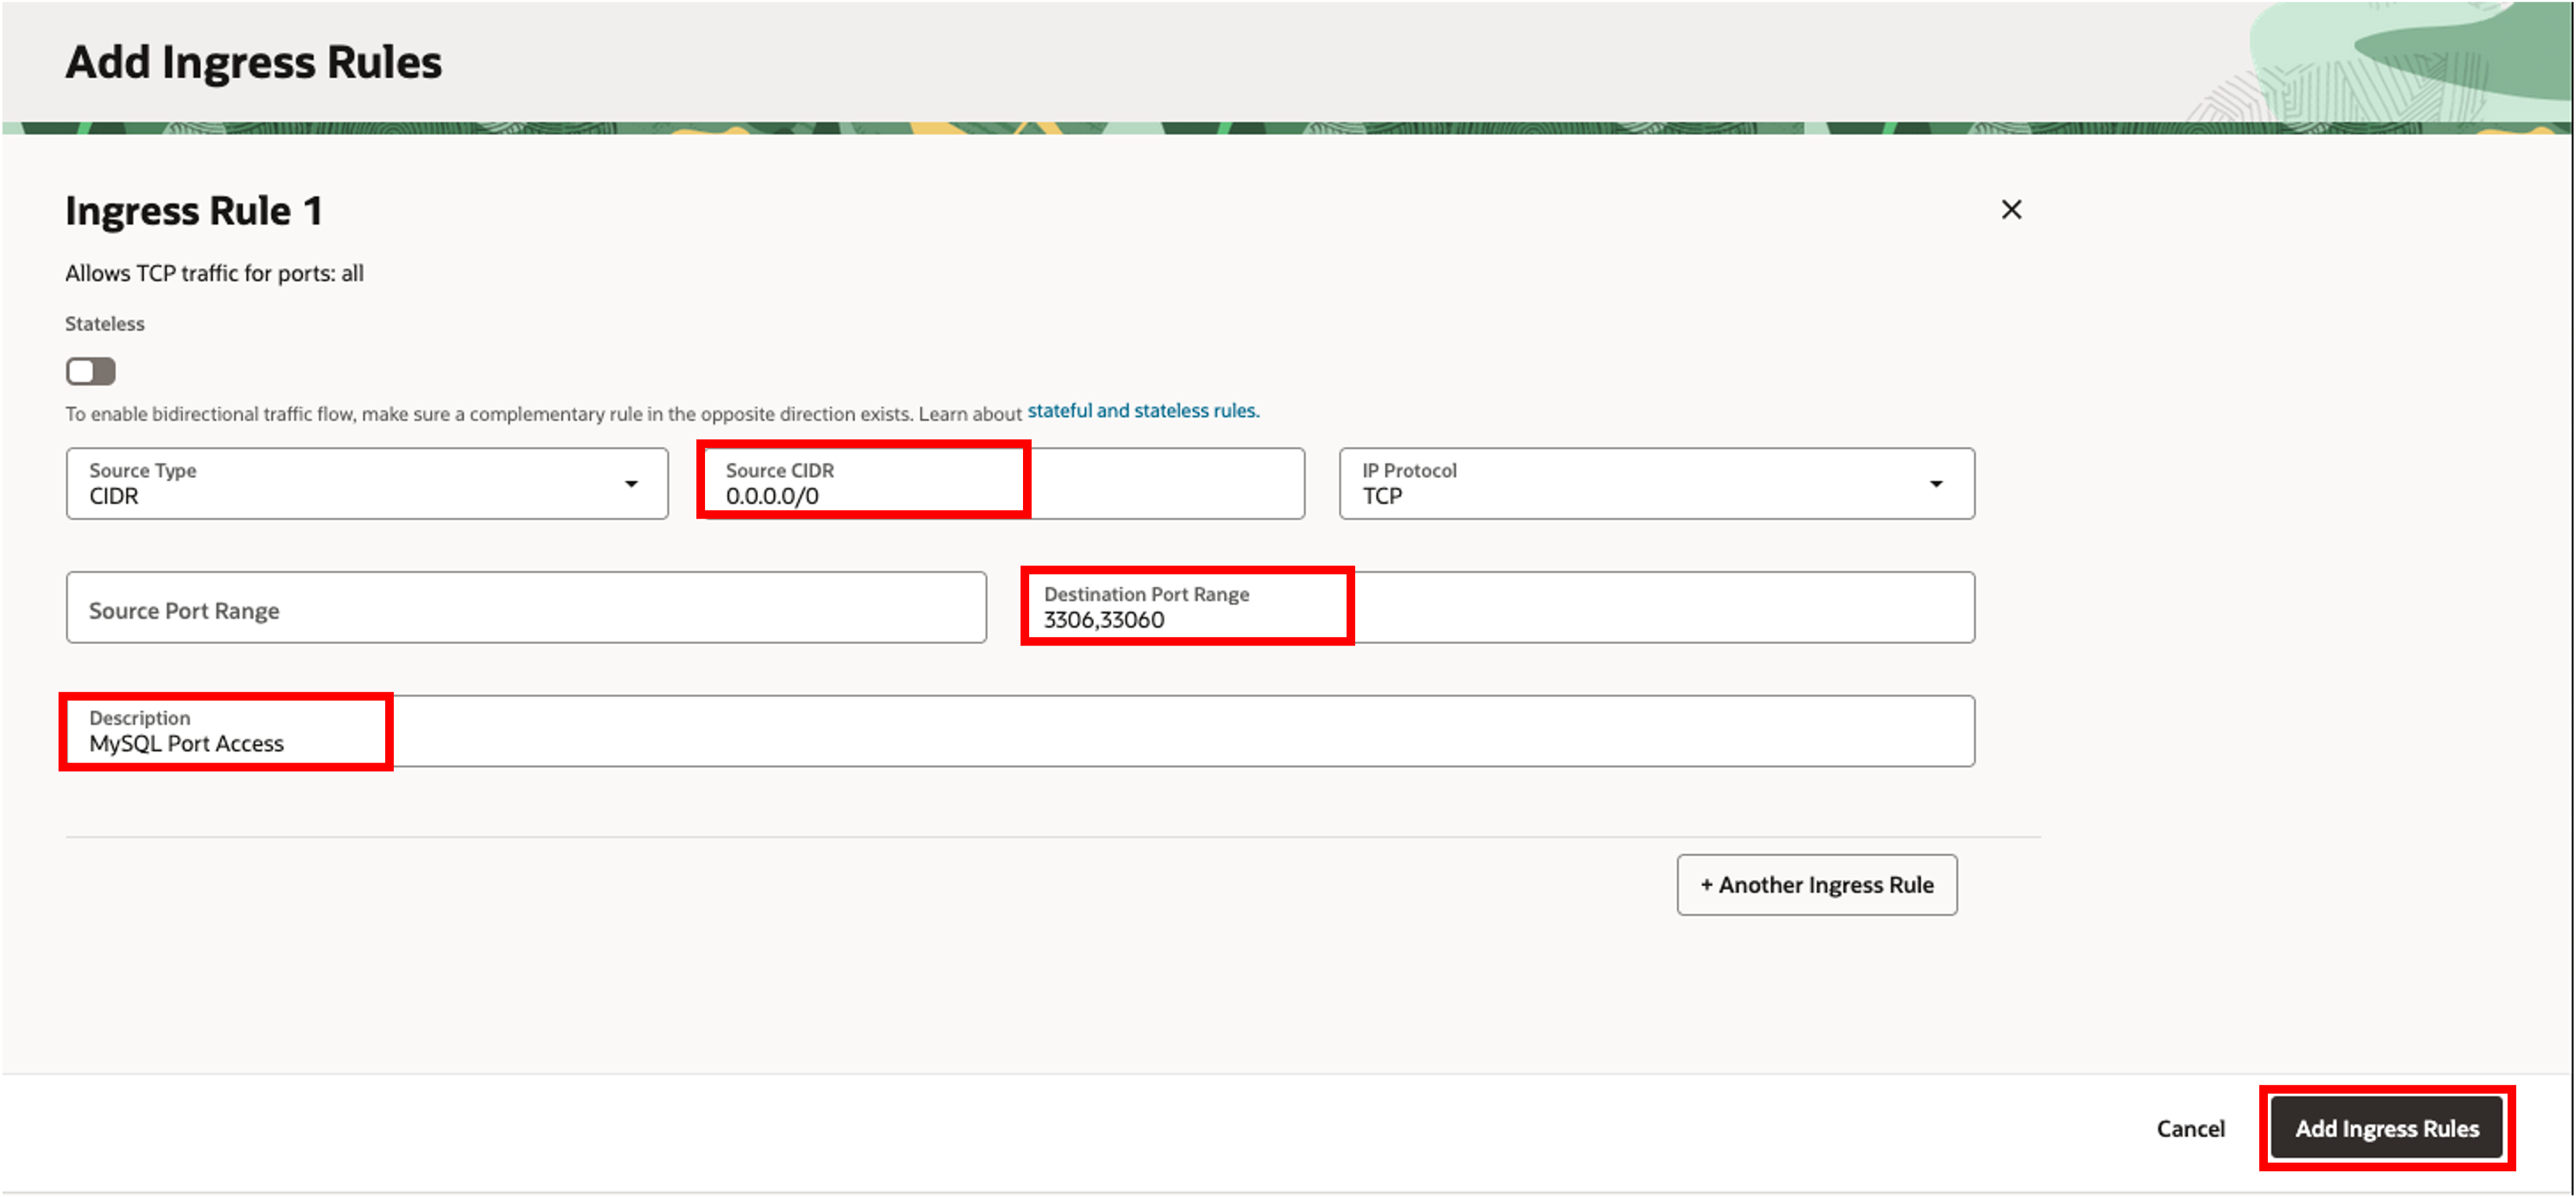 Add Ingress Rules
Ingress Rule 1
Allows TCP traffic for ports: all
Stateless
To enable bidirectional traffic flow, make sure a complementary rule in the opposite direction exists. Learn about stateful and stateless rules.
Source Type
CIDR
Source CIDR
0.0.0.0/0
IP Protocol
TCP
Source Port Range
Destination Port Range
3306,33060
Description
MySQL Port Access
+ Another Ingress Rule
Cancel
Add Ingress Rules